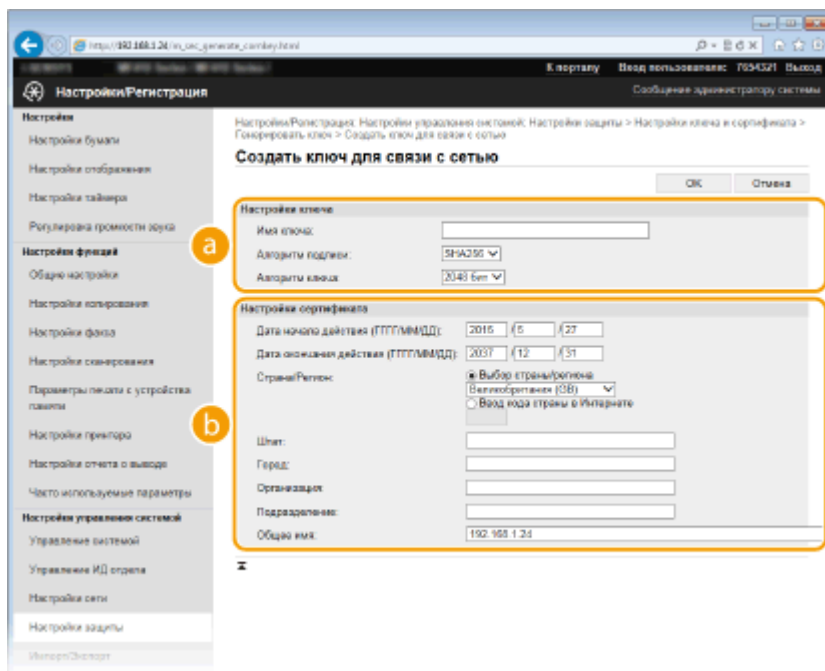 http://192.168.1.24/m_sec_generate_comkey.html
К порталу Вход пользователя: 7654321 Выход
Настройки/Регистрация
Сообщение администратору системы
Настройки
Настройки бумаги
Настройки отображения
Настройки таймера
Регулировка громкости звука
Настройки функций
Общие настройки
Настройки копирования
Настройки факса
Настройки сканирования
Параметры печати с устройства памяти
Настройки принтера
Настройки отчета о выводе
Часто используемые параметры
Настройки управления системой
Управление системой
Управление ИД отдела
Настройки сети
Настройки защиты
Импорт/Экспорт
Настройки/Регистрация: Настройки управления системой: Настройки защиты > Настройки ключа и сертификата >
Генерировать ключ > Создать ключ для связи с сетью
Создать ключ для связи с сетью
OK Отмена
a
Настройки ключа
Имя ключа:
Алгоритм подписи: SHA256
Алгоритм ключа: 2048 бит
b
Настройки сертификата
Дата начала действия (ГГГГ/ММ/ДД): 2015 /5 /27
Дата окончания действия (ГГГГ/ММ/ДД): 2037 /12 /31
Страна/Регион: Выбор страны/региона
Великобритания (GB)
Ввод кода страны в Интернете
Штат:
Город:
Организация:
Подразделение:
Общее имя: 192.168.1.24